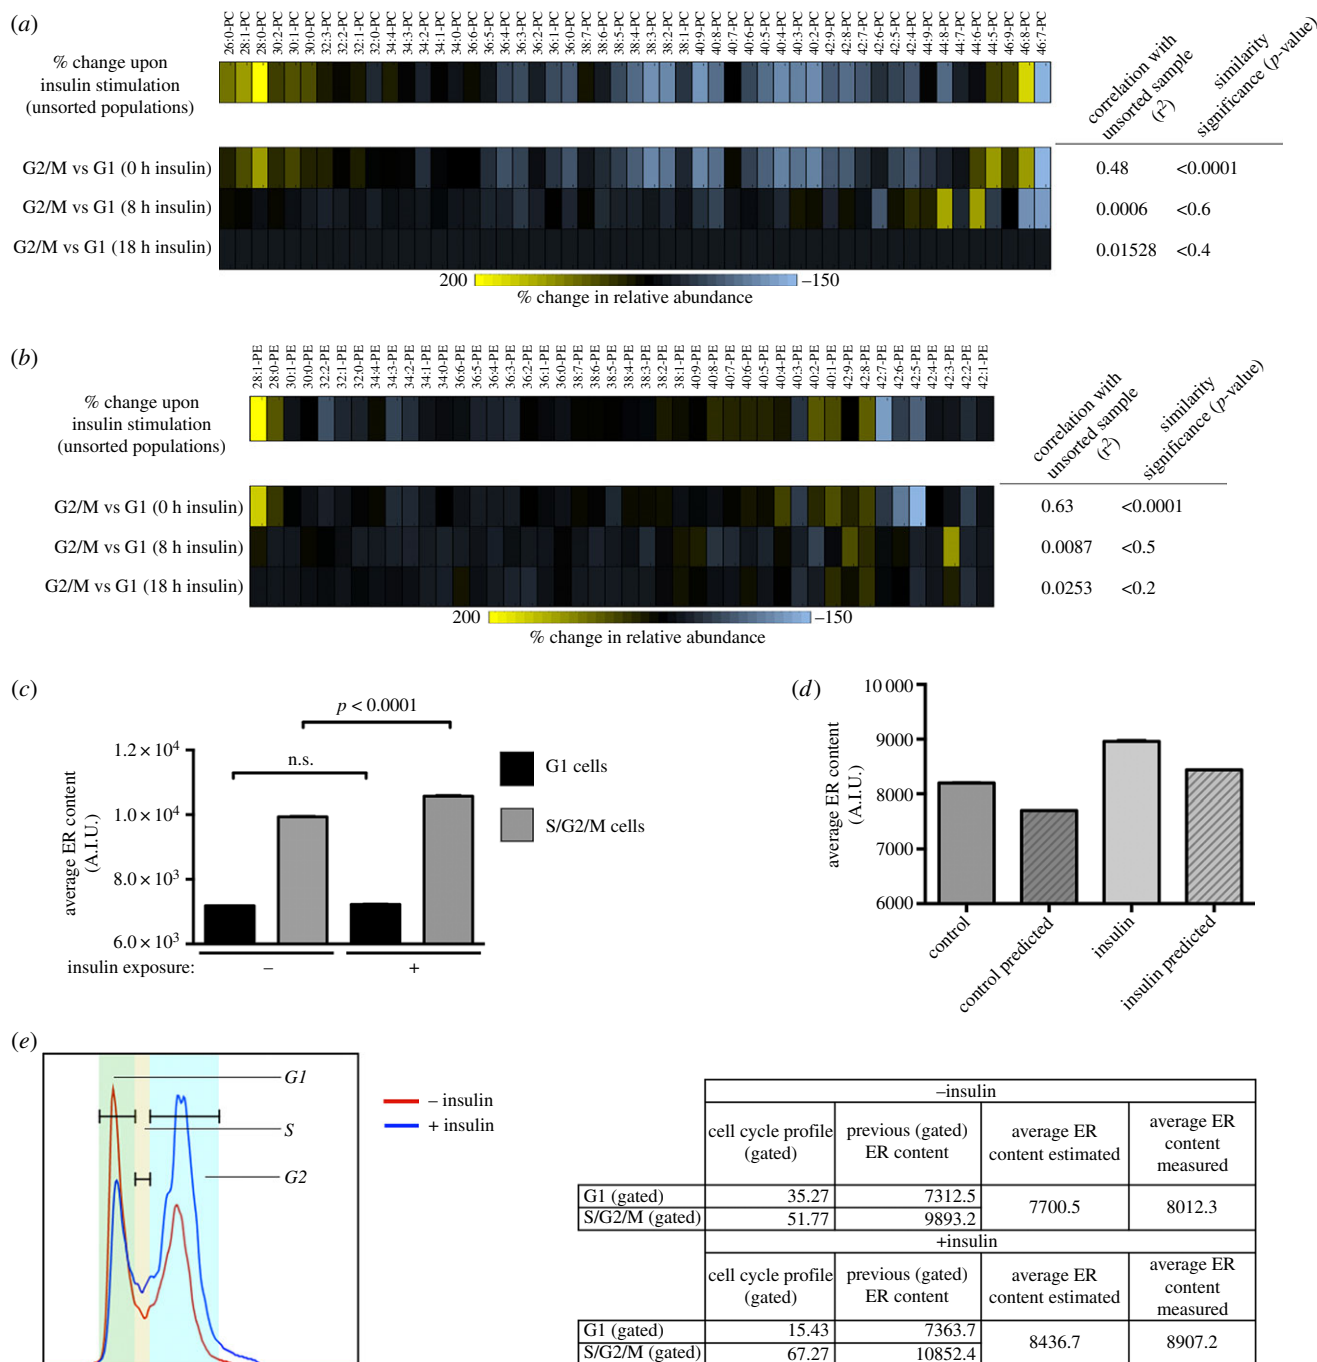 (a)
26:0-PC 28:1-PC 28:0-PC 30:2-PC 30:1-PC 30:0-PC 32:3-PC 32:2-PC 32:1-PC 32:0-PC 34:4-PC 34:3-PC 34:2-PC 34:1-PC 34:0-PC 36:6-PC 36:5-PC 36:4-PC 36:3-PC 36:2-PC 36:1-PC 36:0-PC 38:7-PC 38:6-PC 38:5-PC 38:4-PC 38:3-PC 38:2-PC 38:1-PC 40:9-PC 40:8-PC 40:7-PC 40:6-PC 40:5-PC 40:4-PC 40:3-PC 40:2-PC 42:9-PC 42:8-PC 42:7-PC 42:6-PC 42:5-PC 42:4-PC 44:9-PC 44:8-PC 44:7-PC 44:6-PC 44:5-PC 46:9-PC 46:8-PC 46:7-PC
% change upon
insulin stimulation
(unsorted populations)
correlation with
unsorted sample
(r²)
similarity
significance (p-value)
G2/M vs G1 (0 h insulin) 0.48 <0.0001
G2/M vs G1 (8 h insulin) 0.0006 <0.6
G2/M vs G1 (18 h insulin) 0.01528 <0.4
200 –150
% change in relative abundance
(b)
28:1-PE 28:0-PE 30:1-PE 30:0-PE 32:2-PE 32:1-PE 32:0-PE 34:4-PE 34:3-PE 34:2-PE 34:1-PE 34:0-PE 36:6-PE 36:5-PE 36:4-PE 36:3-PE 36:2-PE 36:1-PE 36:0-PE 38:7-PE 38:6-PE 38:5-PE 38:4-PE 38:3-PE 38:2-PE 38:1-PE 40:9-PE 40:8-PE 40:7-PE 40:6-PE 40:5-PE 40:4-PE 40:3-PE 40:2-PE 40:1-PE 42:9-PE 42:8-PE 42:7-PE 42:6-PE 42:5-PE 42:4-PE 42:3-PE 42:2-PE 42:1-PE
% change upon
insulin stimulation
(unsorted populations)
correlation with
unsorted sample
(r²)
similarity
significance (p-value)
G2/M vs G1 (0 h insulin) 0.63 <0.0001
G2/M vs G1 (8 h insulin) 0.0087 <0.5
G2/M vs G1 (18 h insulin) 0.0253 <0.2
200 –150
% change in relative abundance
(c)
p < 0.0001
n.s.
1.2 × 10⁴
1.0 × 10⁴
8.0 × 10³
6.0 × 10³
average ER content
(A.I.U.)
insulin exposure: – +
G1 cells
S/G2/M cells
(d)
10 000
9000
8000
7000
6000
average ER content
(A.I.U.)
control
control predicted
insulin
insulin predicted
(e)
G1
S
G2
– insulin
+ insulin
–insulin
cell cycle profile
(gated)
previous (gated)
ER content
average ER
content estimated
average ER
content
measured
G1 (gated) 35.27 7312.5
7700.5 8012.3
S/G2/M (gated) 51.77 9893.2
+insulin
cell cycle profile
(gated)
previous (gated)
ER content
average ER
content estimated
average ER
content
measured
G1 (gated) 15.43 7363.7
8436.7 8907.2
S/G2/M (gated) 67.27 10852.4